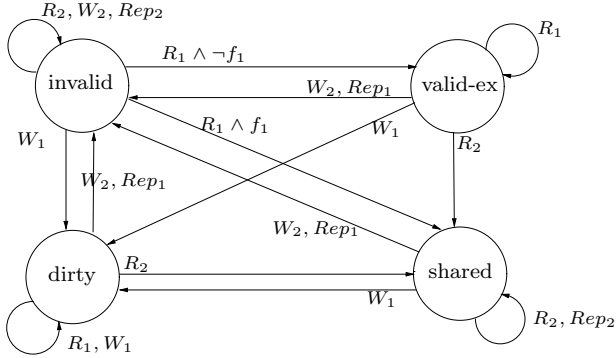 R₂, W₂, Rep₂
R₁
R₁ ∧ ¬f₁
invalid
valid-ex
W₂, Rep₁
R₁ ∧ f₁
W₁
W₁
R₂
W₂, Rep₁
W₂, Rep₁
R₂
dirty
shared
W₁
R₂, Rep₂
R₁, W₁